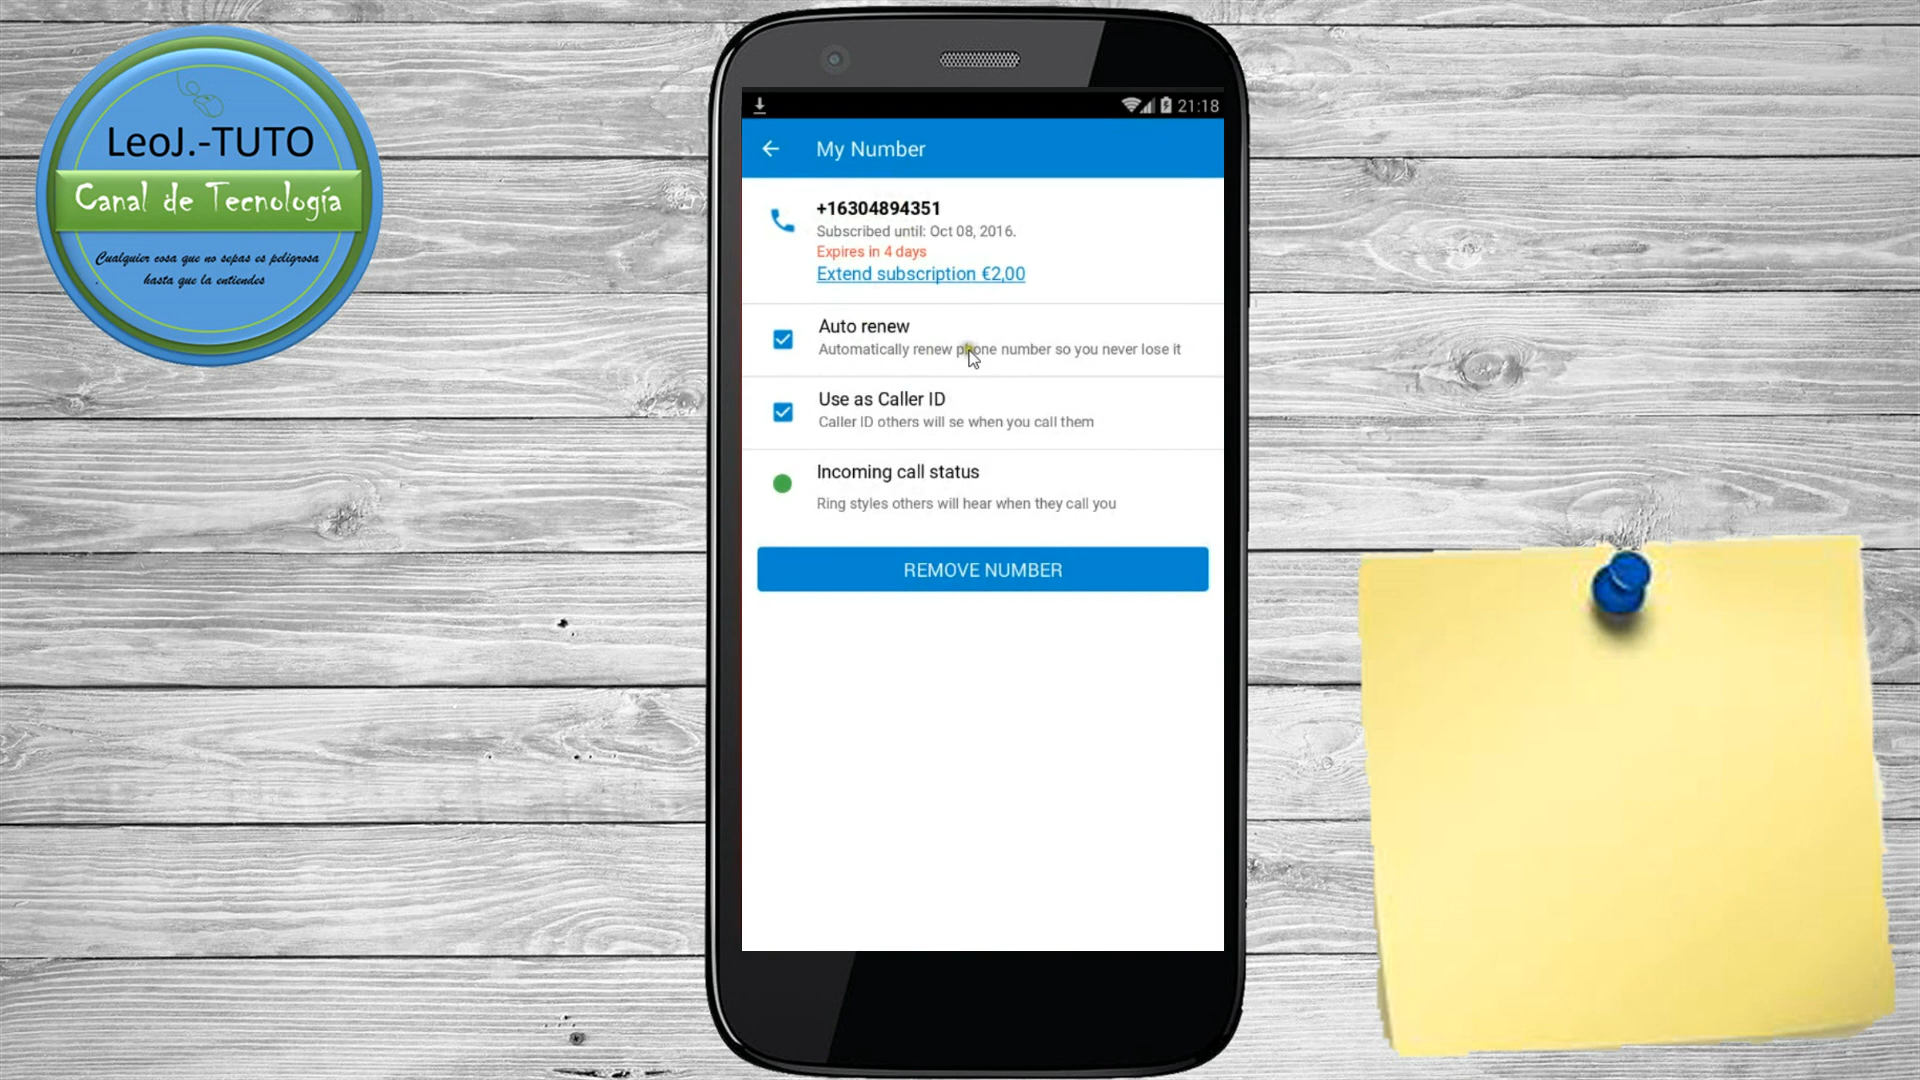 LeoJ.-TUTO
Canal de Tecnología
Cualquier cosa que no sepas es peligrosa
hasta que la entiendes
21:18
My Number
+16304894351
Subscribed until: Oct 08, 2016.
Expires in 4 days
Extend subscription €2,00
Auto renew
Automatically renew phone number so you never lose it
Use as Caller ID
Caller ID others will se when you call them
Incoming call status
Ring styles others will hear when they call you
REMOVE NUMBER